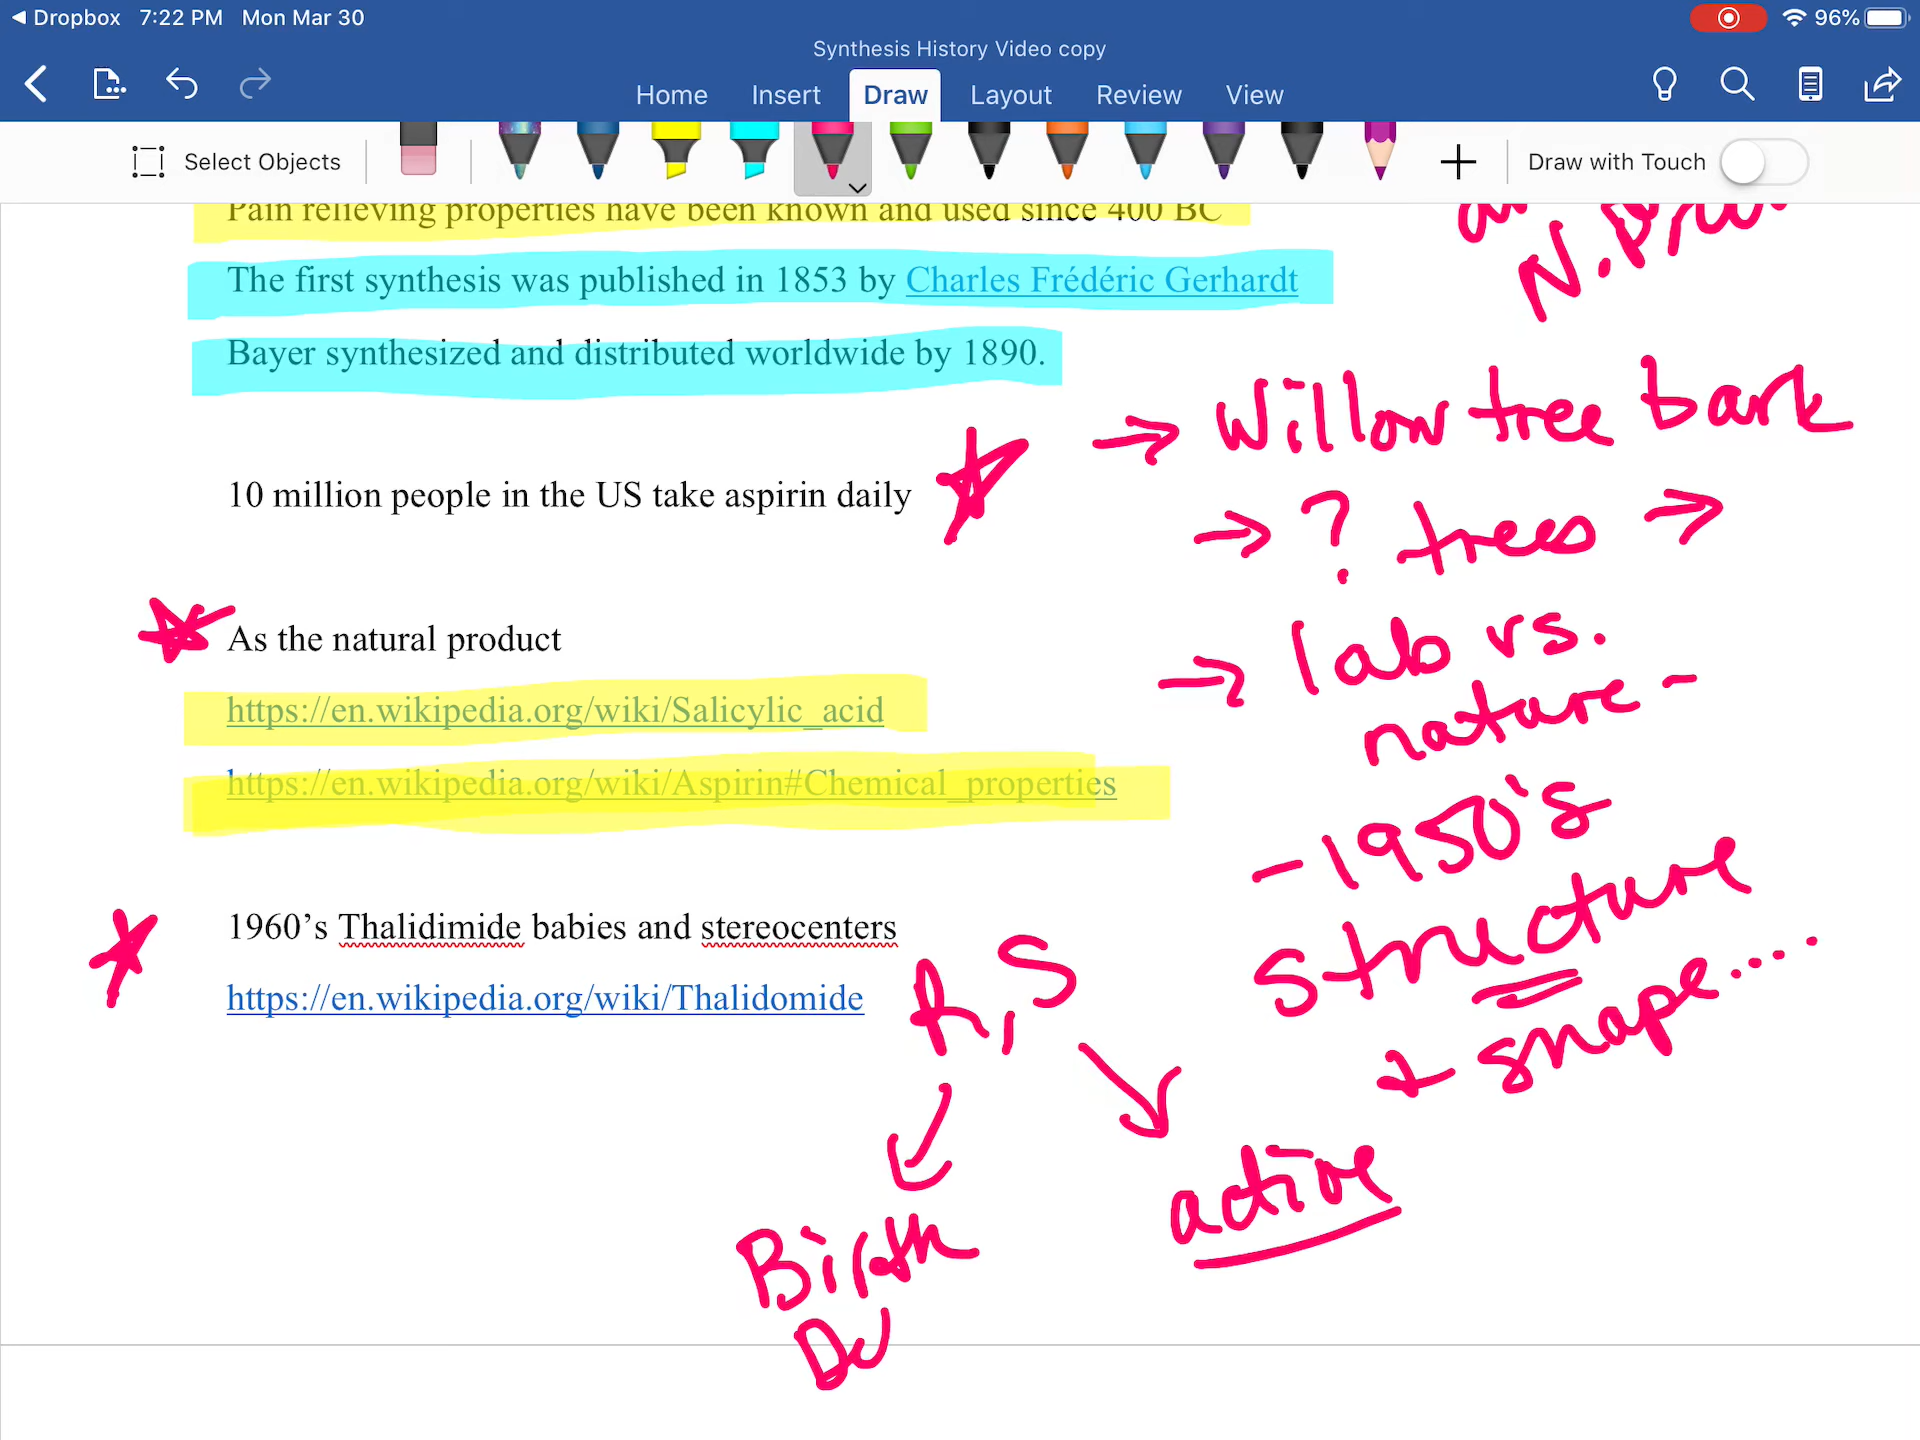 Dropbox 7:22 PM Mon Mar 30 96%
Synthesis History Video copy
Home Insert Draw Layout Review View
Select Objects Draw with Touch
Pain relieving properties have been known and used since 400 BC
N.
The first synthesis was published in 1853 by Charles Frédéric Gerhardt
Bayer synthesized and distributed worldwide by 1890.
→ Willow tree bark
10 million people in the US take aspirin daily
→ ? trees →
As the natural product
→ lab vs.
nature -
https://en.wikipedia.org/wiki/Salicylic_acid
https://en.wikipedia.org/wiki/Aspirin#Chemical_properties
- 1950's
structure
+ shape....
1960's Thalidimide babies and stereocenters
https://en.wikipedia.org/wiki/Thalidomide
R, S
active
Birth
De